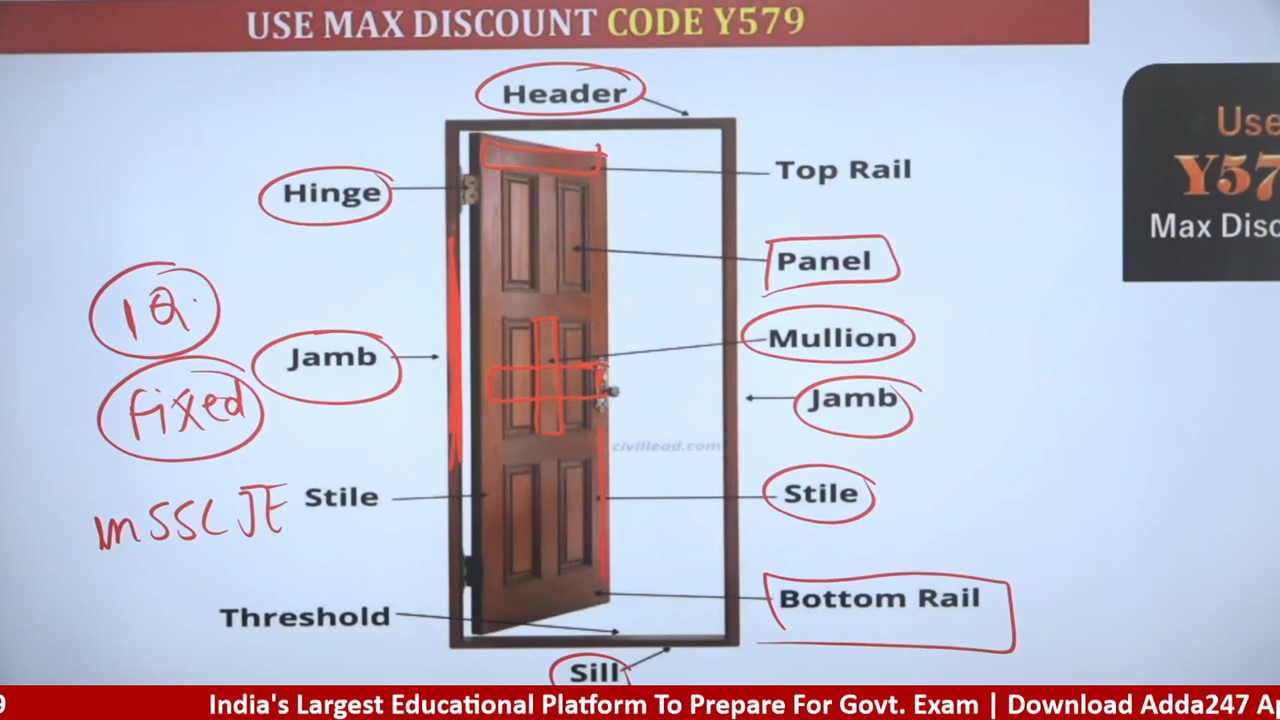 USE MAX DISCOUNT CODE Y579
Header
Use
Hinge
Top Rail
Y57
Max Disc
Panel
1 Q.
Mullion
Jamb
Jamb
fixed
civillead.com
Stile
Stile
mSSC JE
Bottom Rail
Threshold
Sill
9 India's Largest Educational Platform To Prepare For Govt. Exam | Download Adda247 A